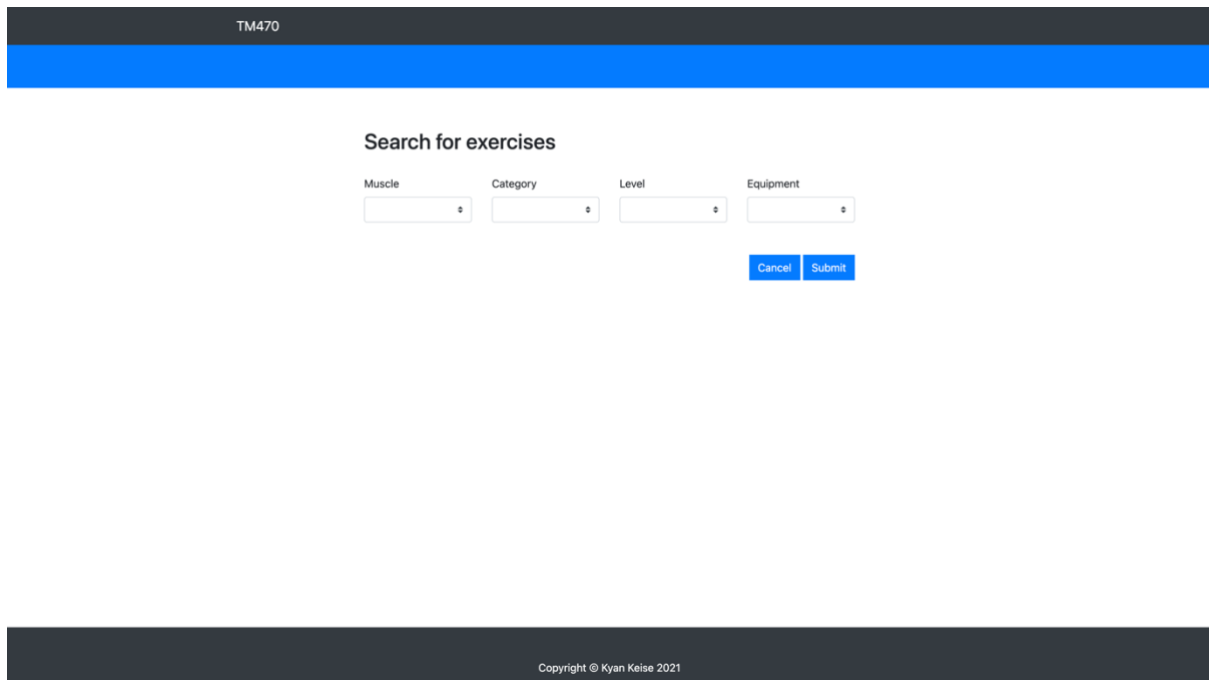 TM470
Search for exercises
Muscle Category Level Equipment
Cancel Submit
Copyright © Kyan Keise 2021